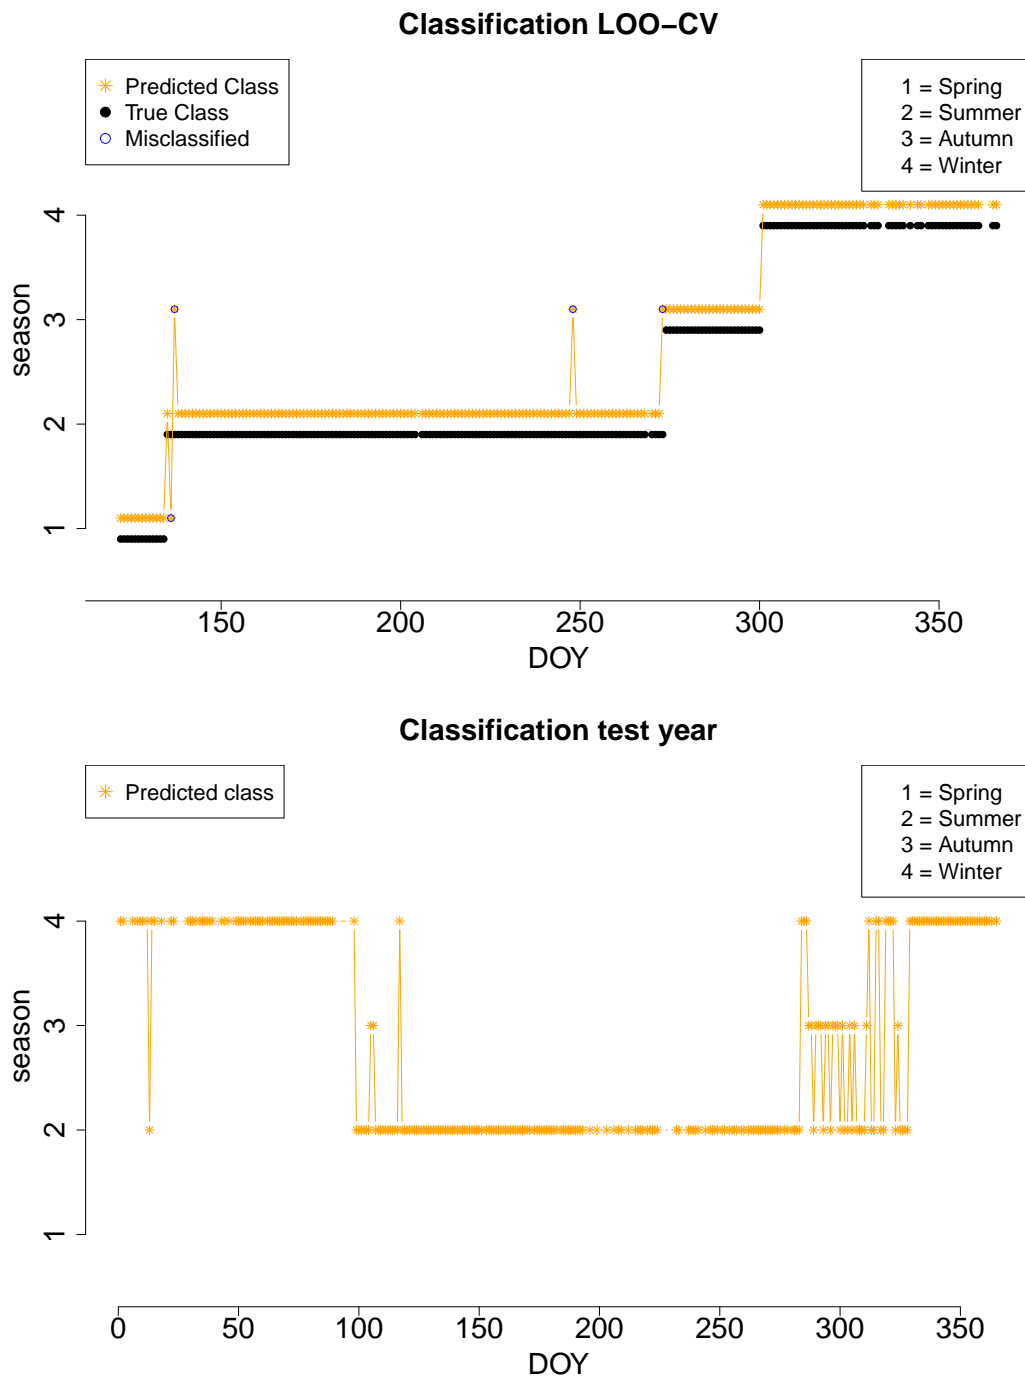 Classification LOO−CV
Predicted Class
True Class
Misclassified
1 = Spring
2 = Summer
3 = Autumn
4 = Winter
4
3
2
1
season
150 200 250 300 350
DOY
Classification test year
Predicted class
1 = Spring
2 = Summer
3 = Autumn
4 = Winter
4
3
2
1
season
0 50 100 150 200 250 300 350
DOY